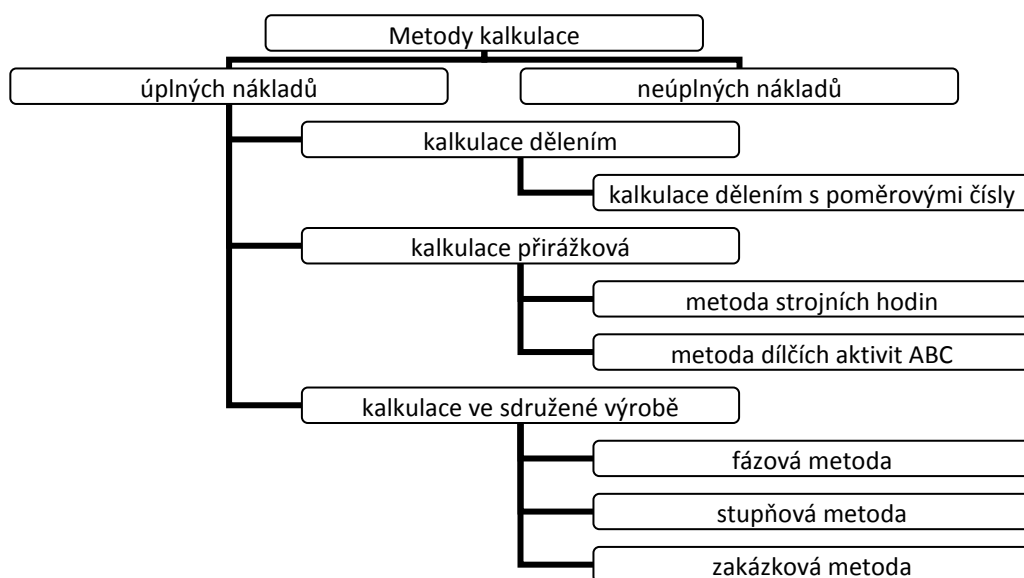 Metody kalkulace
úplných nákladů
neúplných nákladů
kalkulace dělením
kalkulace dělením s poměrovými čísly
kalkulace přirážková
metoda strojních hodin
metoda dílčích aktivit ABC
kalkulace ve sdružené výrobě
fázová metoda
stupňová metoda
zakázková metoda